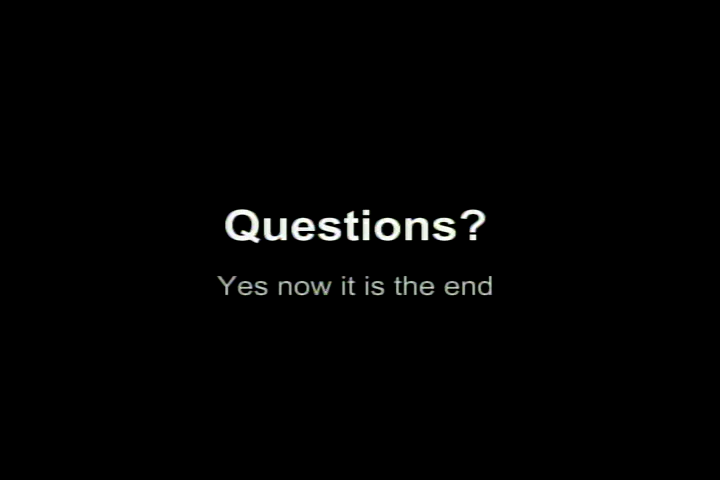 Questions?
Yes now it is the end